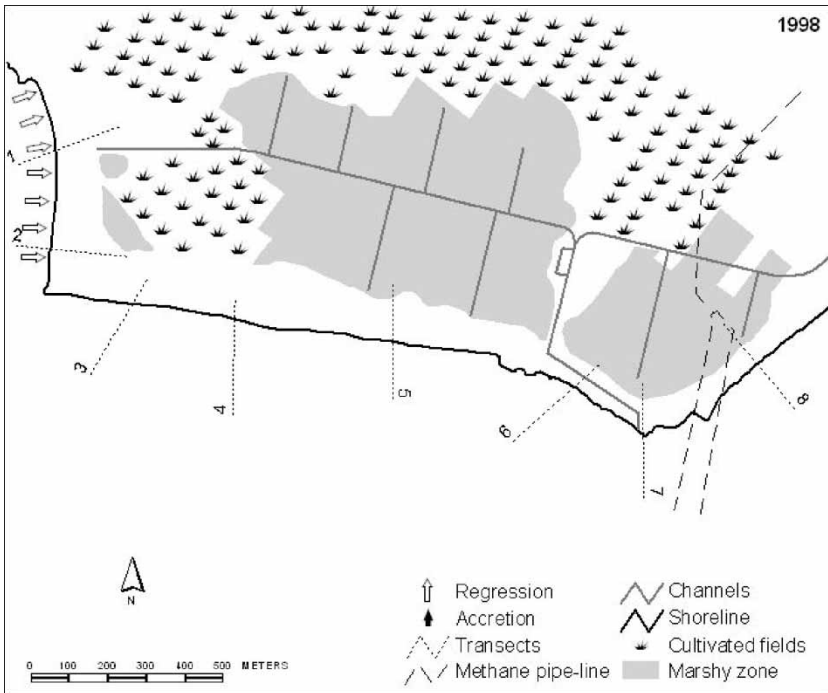 1998
1
2
3
4
5
6
7
8
N
Regression
Accretion
Transects
Methane pipe-line
Channels
Shoreline
Cultivated fields
Marshy zone
0 100 200 300 400 500 METERS